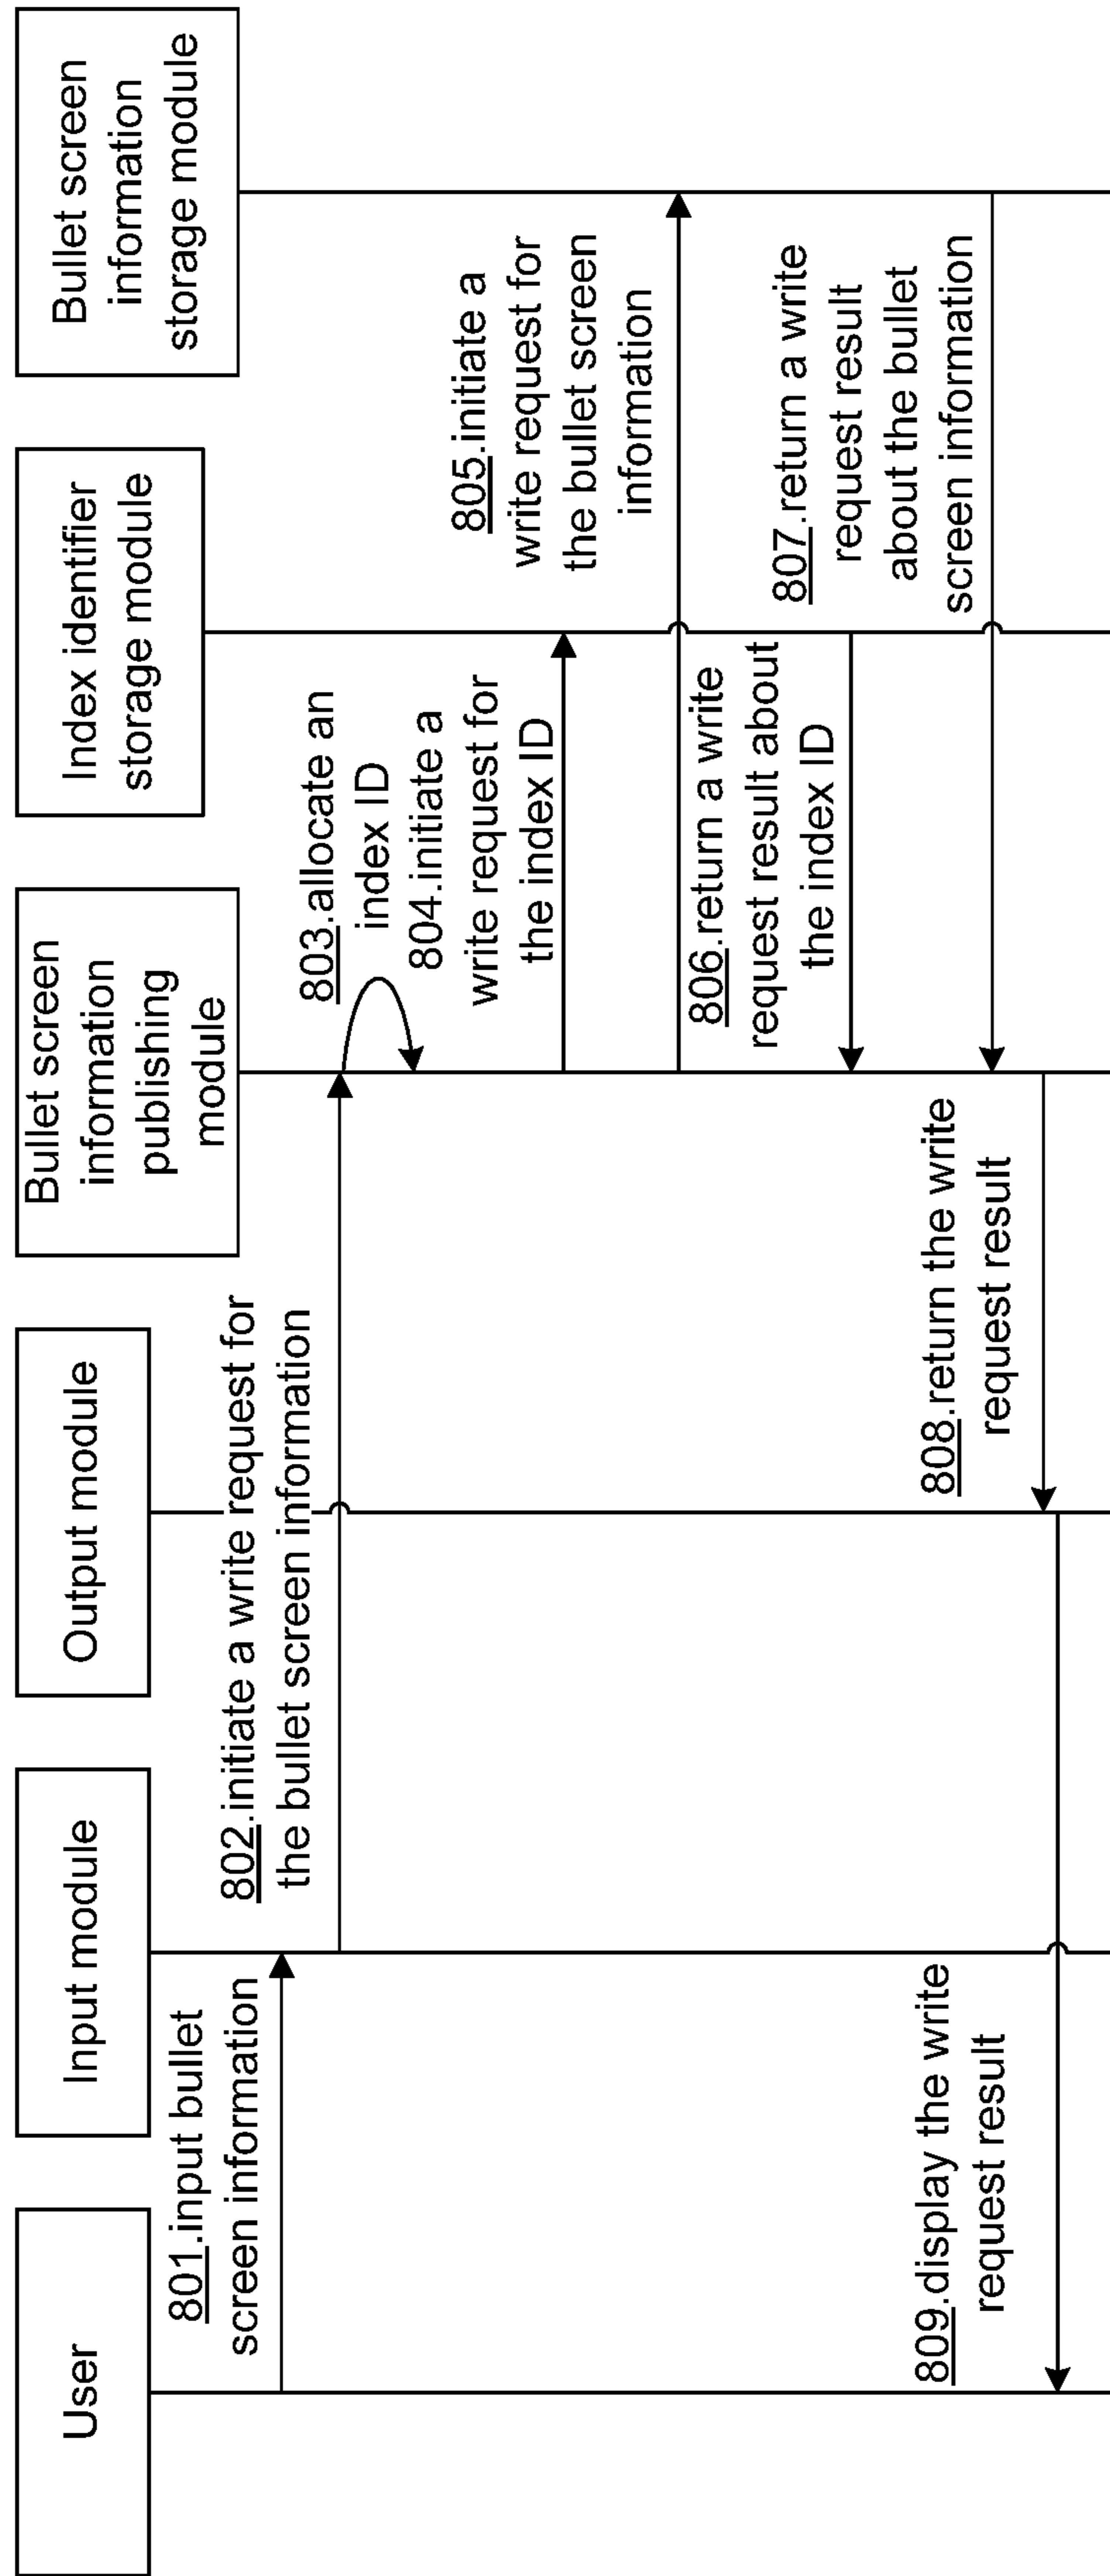 User
Input module
Output module
Bullet screen
information
publishing
module
Index identifier
storage module
Bullet screen
information
storage module
801.input bullet
screen information
802.initiate a write request for
the bullet screen information
803.allocate an
index ID
804.initiate a
write request for
the index ID
805.initiate a
write request for
the bullet screen
information
806.return a write
request result about
the index ID
807.return a write
request result
about the bullet
screen information
808.return the write
request result
809.display the write
request result